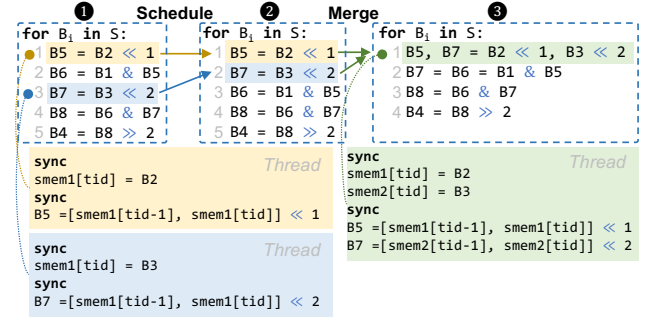 ❶ Schedule ❷ Merge ❸
for Bi in S:
1 B5 = B2 ≪ 1
2 B6 = B1 & B5
3 B7 = B3 ≪ 2
4 B8 = B6 & B7
5 B4 = B8 ≫ 2
for Bi in S:
1 B5 = B2 ≪ 1
2 B7 = B3 ≪ 2
3 B6 = B1 & B5
4 B8 = B6 & B7
5 B4 = B8 ≫ 2
for Bi in S:
1 B5, B7 = B2 ≪ 1, B3 ≪ 2
2 B7 = B6 = B1 & B5
3 B8 = B6 & B7
4 B4 = B8 ≫ 2
sync Thread
smem1[tid] = B2
sync
B5 =[smem1[tid-1], smem1[tid]] ≪ 1
sync Thread
smem1[tid] = B3
sync
B7 =[smem1[tid-1], smem1[tid]] ≪ 2
sync Thread
smem1[tid] = B2
smem2[tid] = B3
sync
B5 =[smem1[tid-1], smem1[tid]] ≪ 1
B7 =[smem2[tid-1], smem2[tid]] ≪ 2